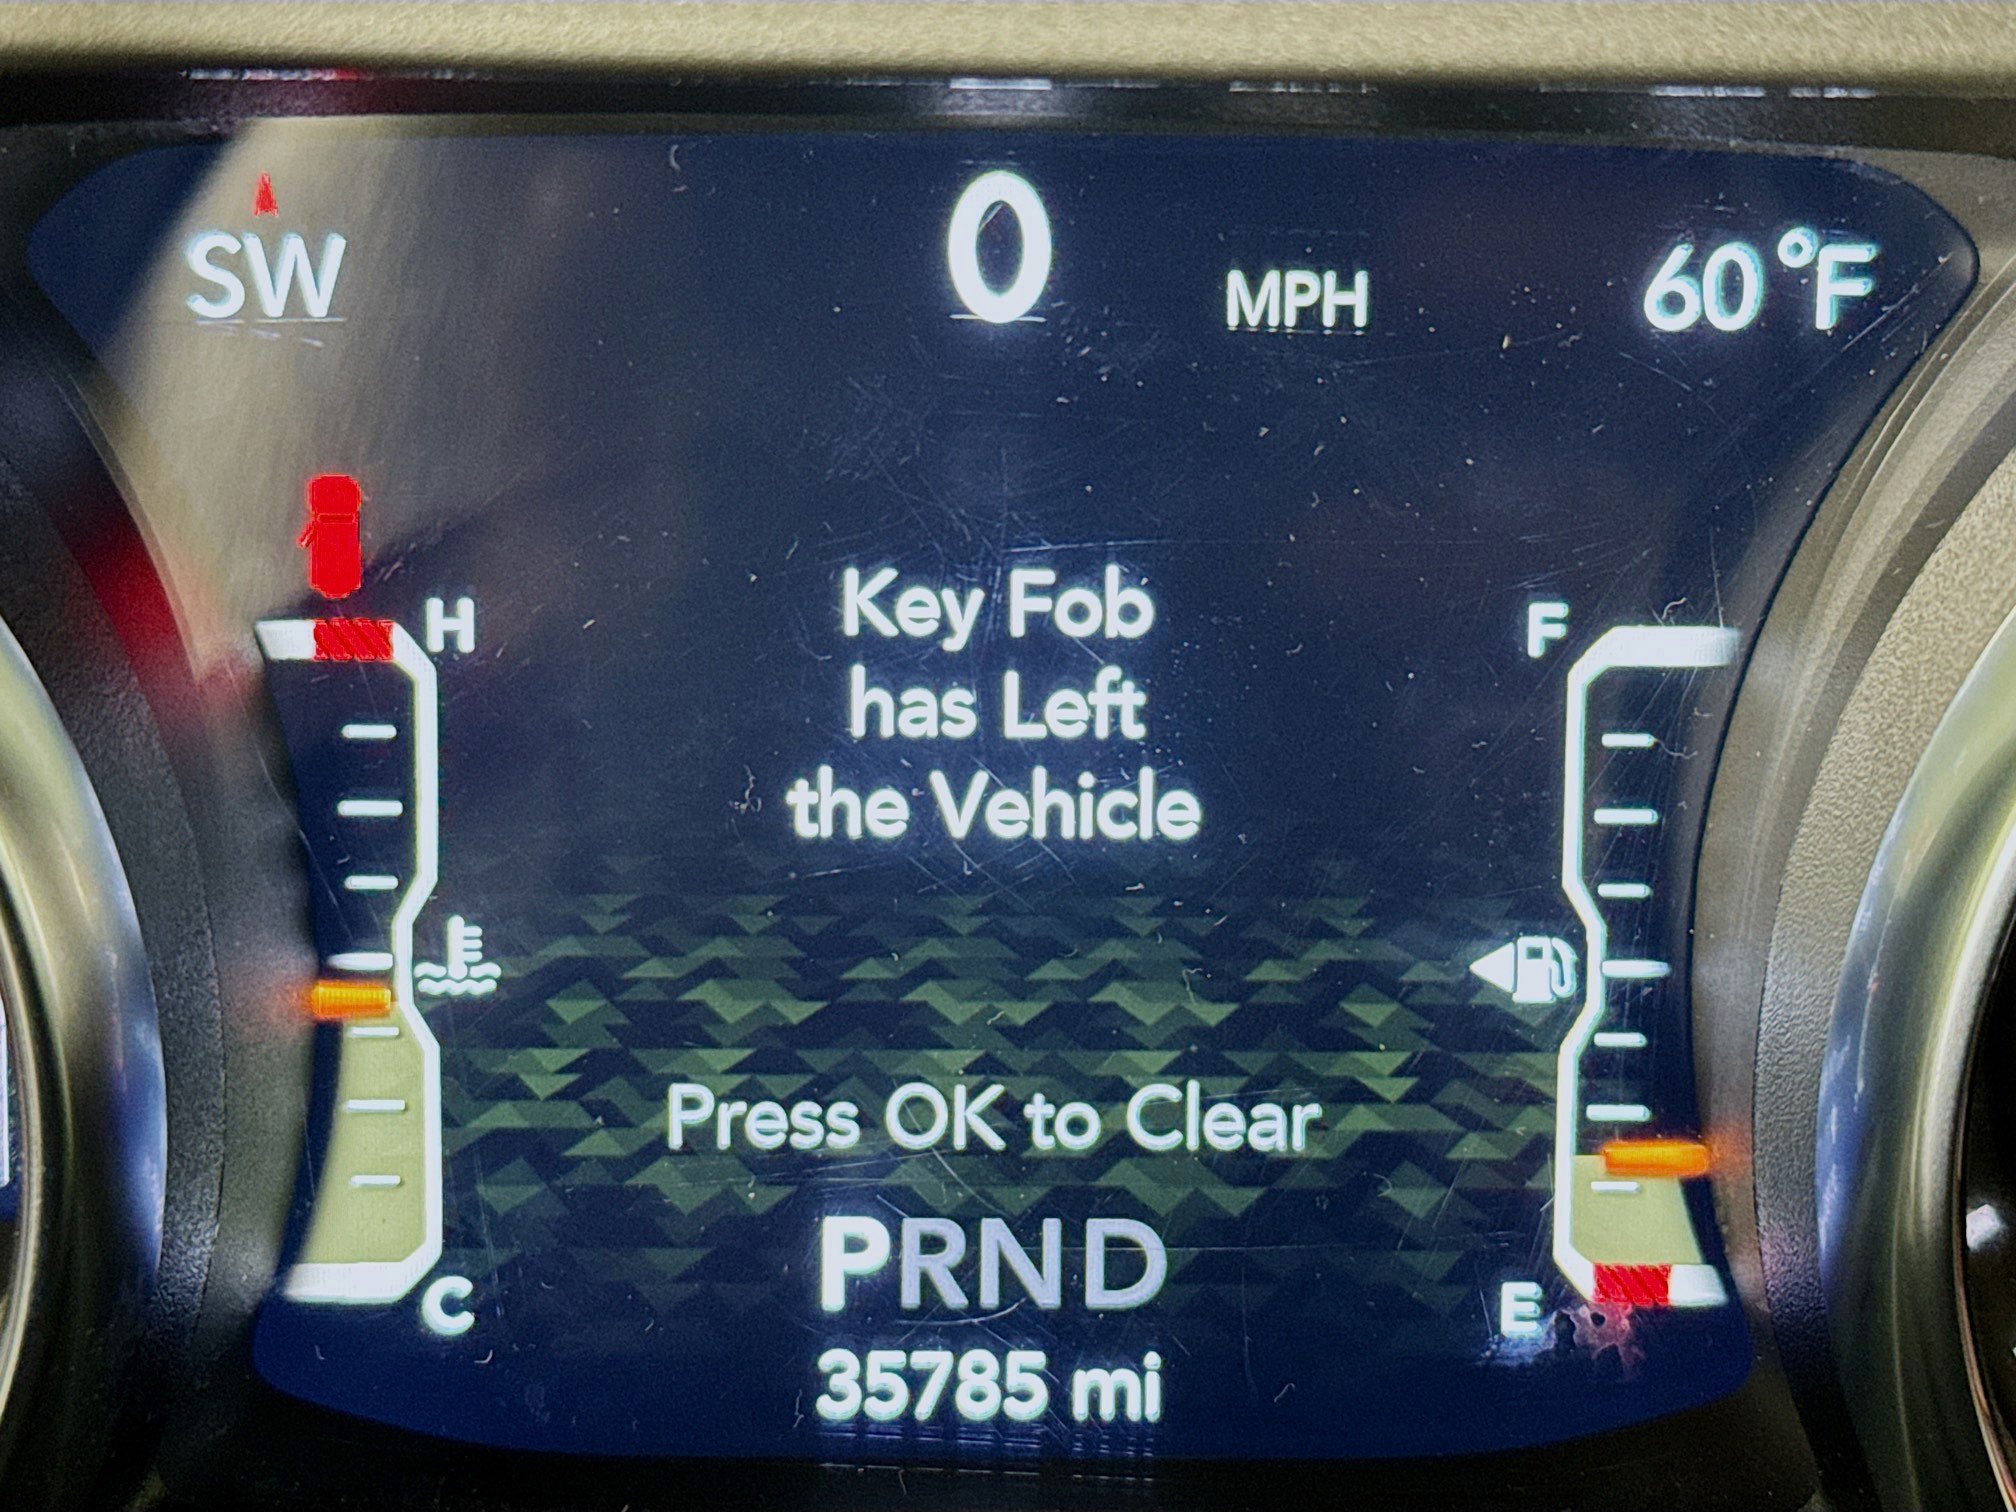 SW
0 MPH
60°F
H
F
Key Fob
has Left
the Vehicle
Press OK to Clear
PRND
C
E
35785 mi